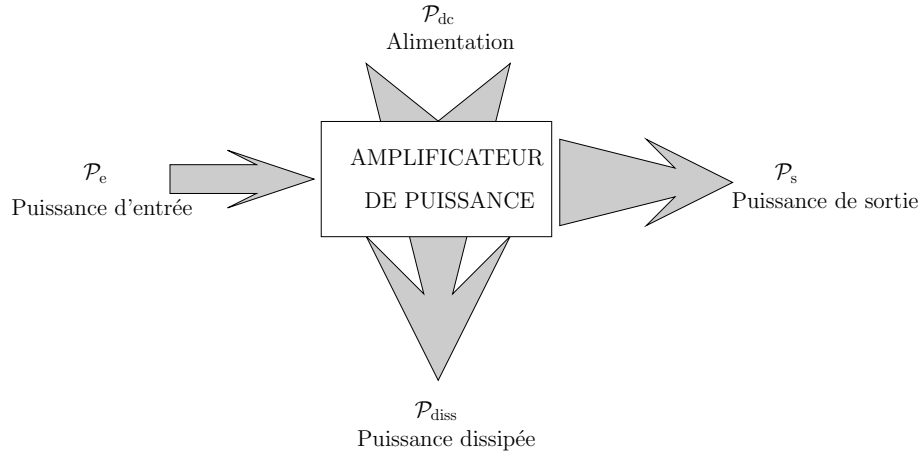 𝒫dc
Alimentation
AMPLIFICATEUR
DE PUISSANCE
𝒫e
Puissance d'entrée
𝒫s
Puissance de sortie
𝒫diss
Puissance dissipée